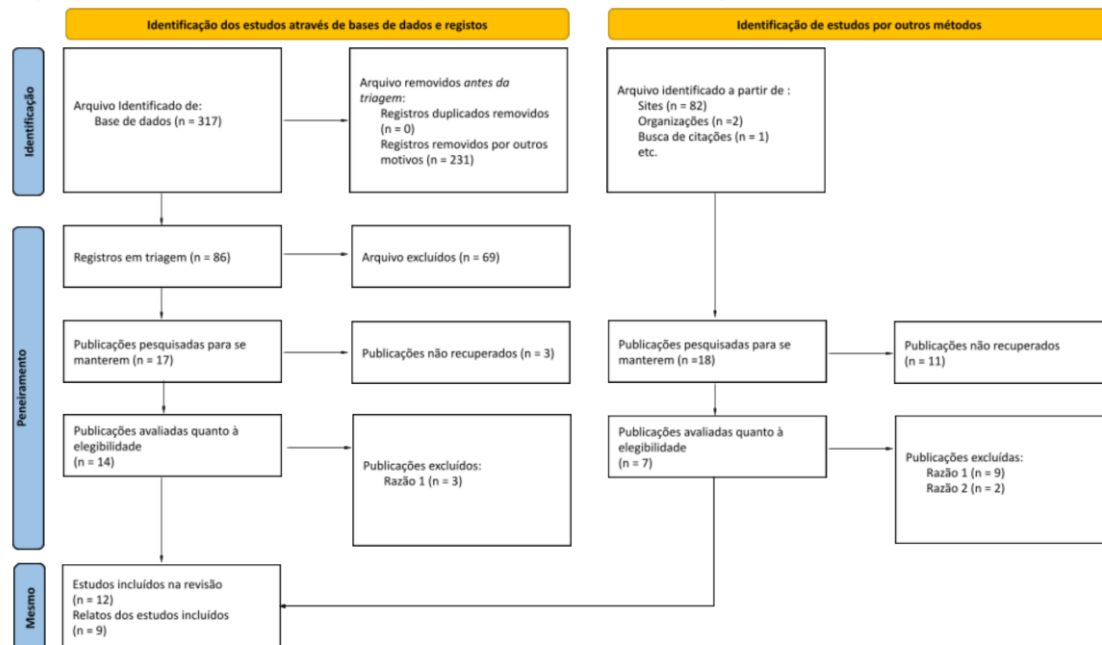 Identificação dos estudos através de bases de dados e registos
Identificação de estudos por outros métodos
Identificação
Arquivo Identificado de:
Base de dados (n = 317)
Arquivo removidos antes da
triagem:
Registros duplicados removidos
(n = 0)
Registros removidos por outros
motivos (n = 231)
Arquivo identificado a partir de :
Sites (n = 82)
Organizações (n =2)
Busca de citações (n = 1)
etc.
Peneiramento
Registros em triagem (n = 86)
Arquivo excluídos (n = 69)
Publicações pesquisadas para se
manterem (n = 17)
Publicações não recuperados (n = 3)
Publicações pesquisadas para se
manterem (n =18)
Publicações não recuperados
(n = 11)
Publicações avaliadas quanto à
elegibilidade
(n = 14)
Publicações excluídos:
Razão 1 (n = 3)
Publicações avaliadas quanto à
elegibilidade
(n = 7)
Publicações excluídas:
Razão 1 (n = 9)
Razão 2 (n = 2)
Mesmo
Estudos incluídos na revisão
(n = 12)
Relatos dos estudos incluídos
(n = 9)